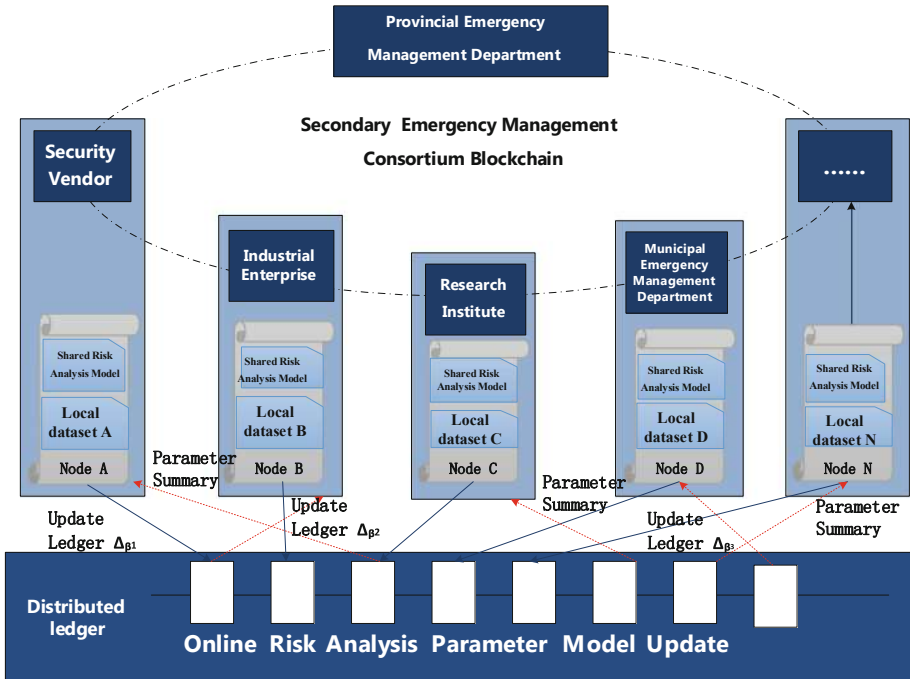 Provincial Emergency
Management Department
Secondary Emergency Management
Consortium Blockchain
Security
Vendor
Industrial
Enterprise
Research
Institute
Municipal
Emergency
Management
Department
......
Shared Risk
Analysis Model
Local
dataset A
Node A
Shared Risk
Analysis Model
Local
dataset B
Node B
Shared Risk
Analysis Model
Local
dataset C
Node C
Shared Risk
Analysis Model
Local
dataset D
Node D
Shared Risk
Analysis Model
Local
dataset N
Node N
Parameter
Summary
Parameter
Summary
Parameter
Summary
Update
Ledger Δβ1
Update
Ledger Δβ2
Update
Ledger Δβ3
Distributed
ledger
Online Risk Analysis Parameter Model Update